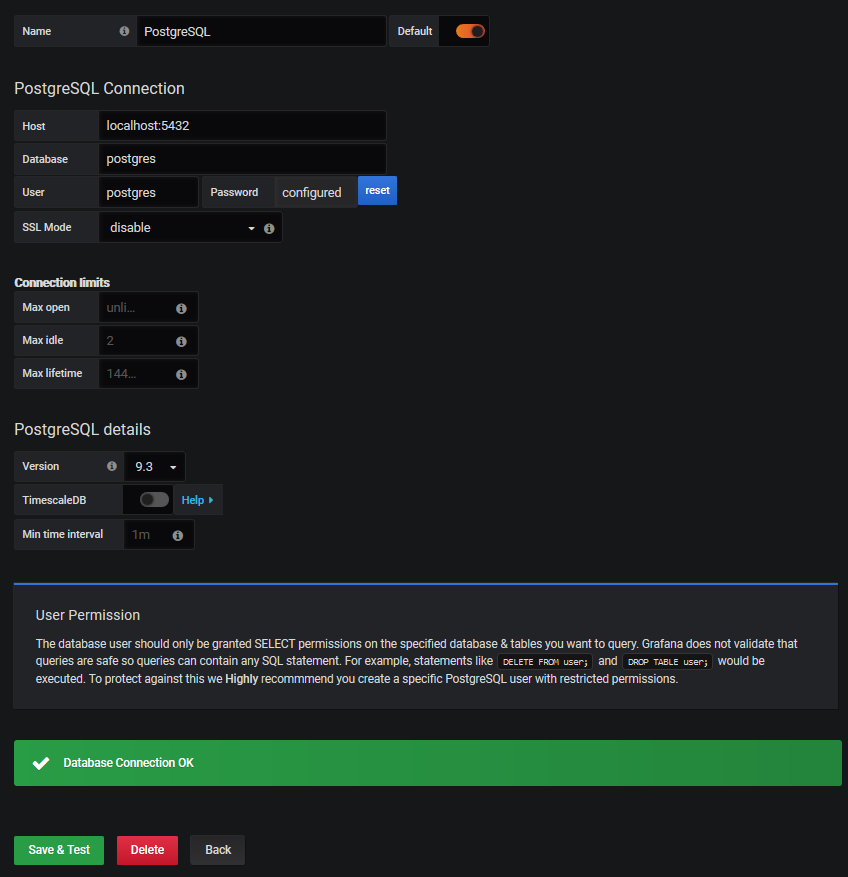 Name PostgreSQL Default
PostgreSQL Connection
Host localhost:5432
Database postgres
User postgres Password configured reset
SSL Mode disable
Connection limits
Max open unli...
Max idle 2
Max lifetime 144...
PostgreSQL details
Version 9.3
TimescaleDB Help
Min time interval 1m
User Permission
The database user should only be granted SELECT permissions on the specified database & tables you want to query. Grafana does not validate that
queries are safe so queries can contain any SQL statement. For example, statements like DELETE FROM user; and DROP TABLE user; would be
executed. To protect against this we Highly recommmend you create a specific PostgreSQL user with restricted permissions.
Database Connection OK
Save & Test Delete Back